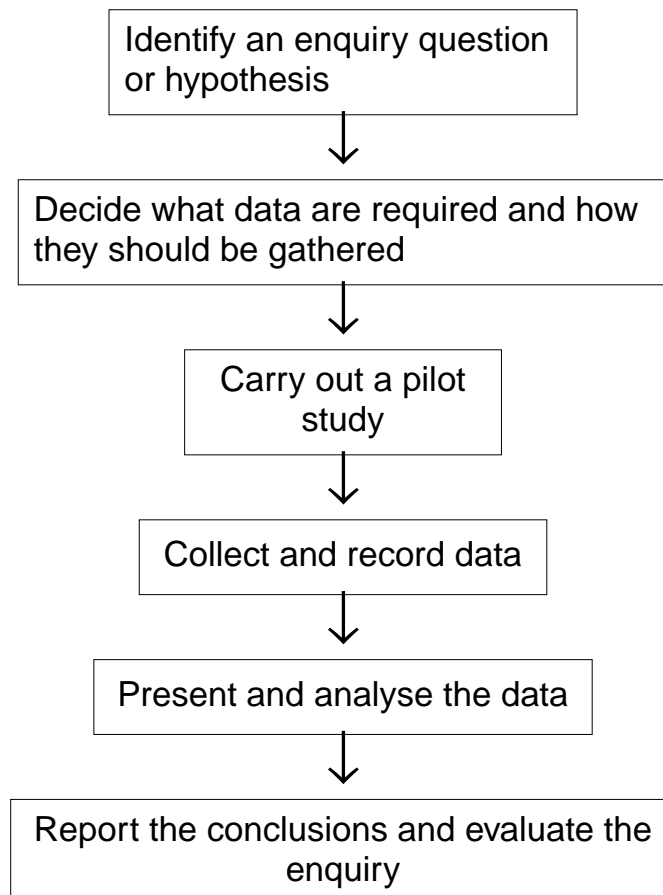 Identify an enquiry question
or hypothesis
Decide what data are required and how
they should be gathered
Carry out a pilot
study
Collect and record data
Present and analyse the data
Report the conclusions and evaluate the
enquiry